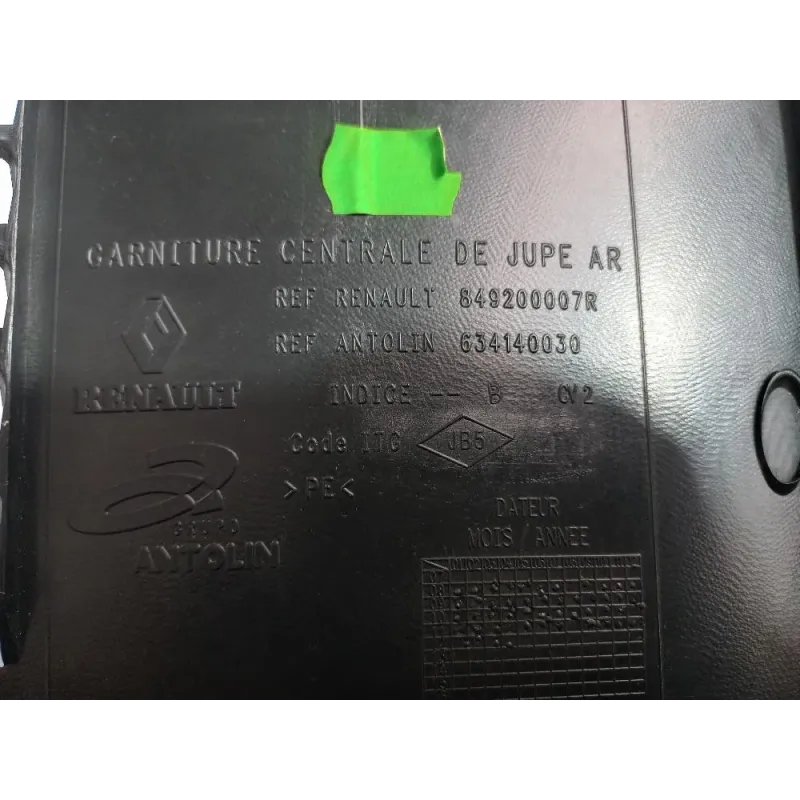 GARNITURE CENTRALE DE JUPE AR
REF RENAULT 849200007R
REF ANTOLIN 634140030
RENAULT
INDICE -- B CV2
Code ITC JB5
>PE<
GRUPO
ANTOLIN
DATEUR
MOIS/ANNEE